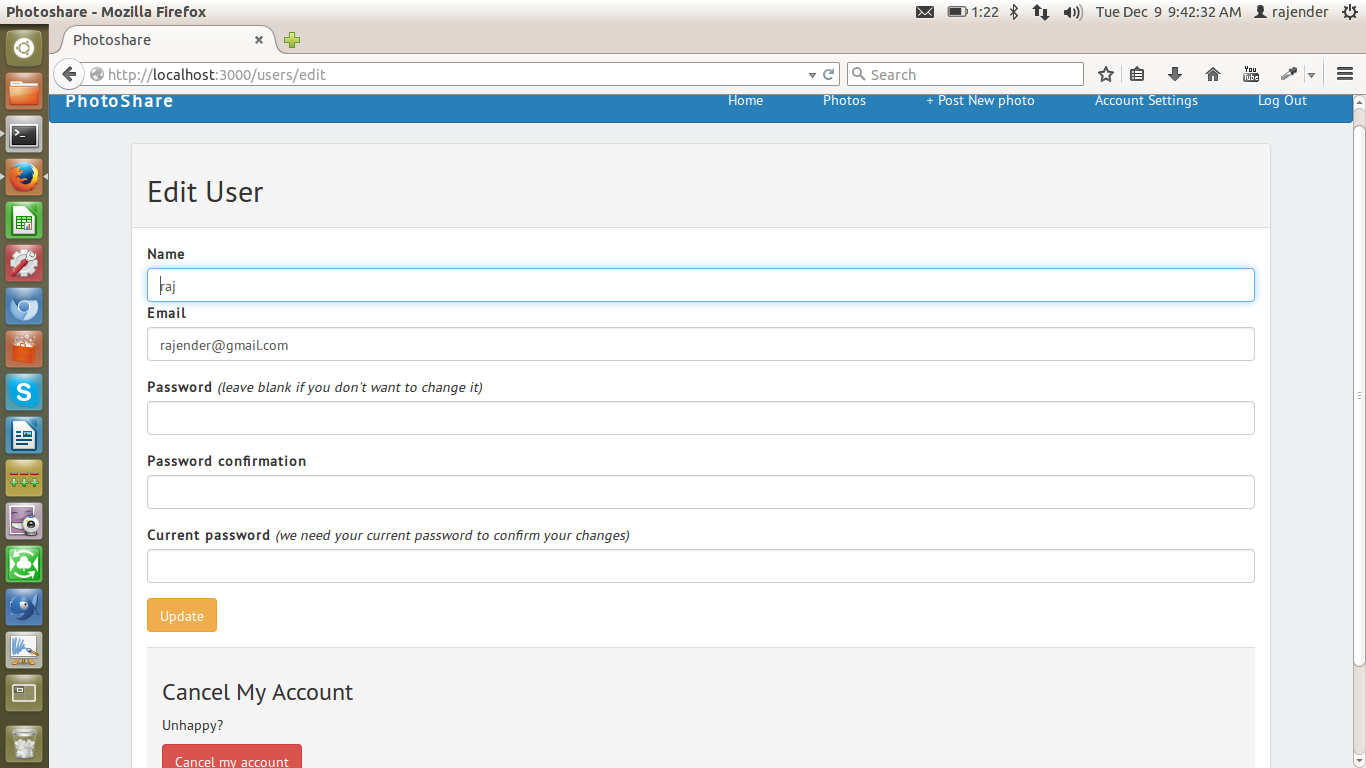 Photoshare - Mozilla Firefox
1:22
Tue Dec 9 9:42:32 AM
rajender
Photoshare
http://localhost:3000/users/edit
Search
You Tube
PhotoShare
Home
Photos
+ Post New photo
Account Settings
Log Out
Edit User
Name
raj
Email
rajender@gmail.com
Password (leave blank if you don't want to change it)
Password confirmation
Current password (we need your current password to confirm your changes)
Update
Cancel My Account
Unhappy?
Cancel my account